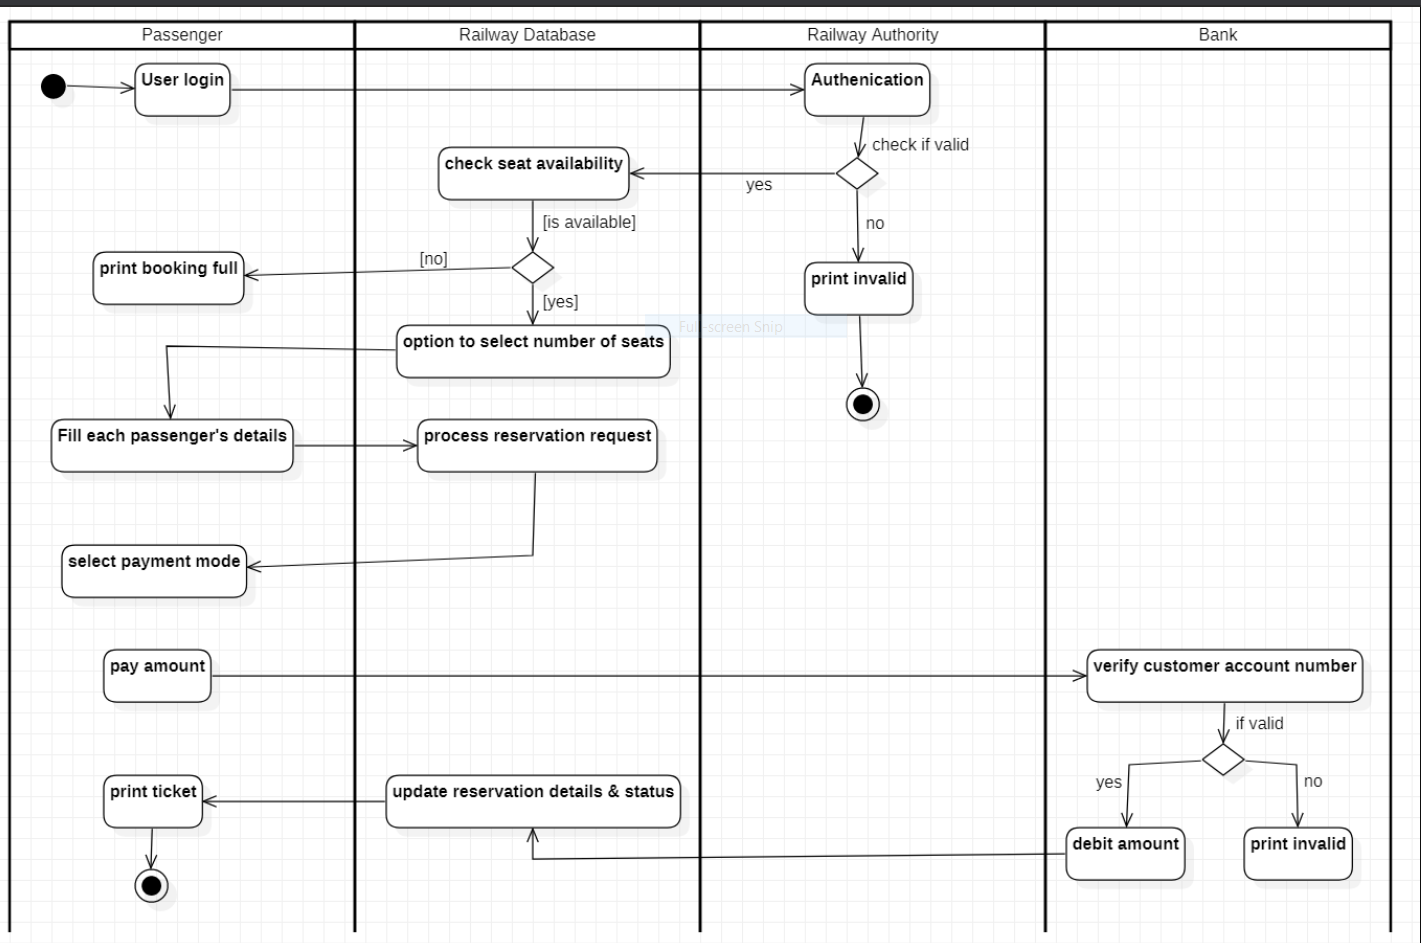 Passenger
Railway Database
Railway Authority
Bank
User login
Authenication
check if valid
check seat availability
yes
[is available]
no
print booking full
[no]
print invalid
[yes]
Full-screen Snip
option to select number of seats
Fill each passenger's details
process reservation request
select payment mode
pay amount
verify customer account number
if valid
yes
no
print ticket
update reservation details & status
debit amount
print invalid